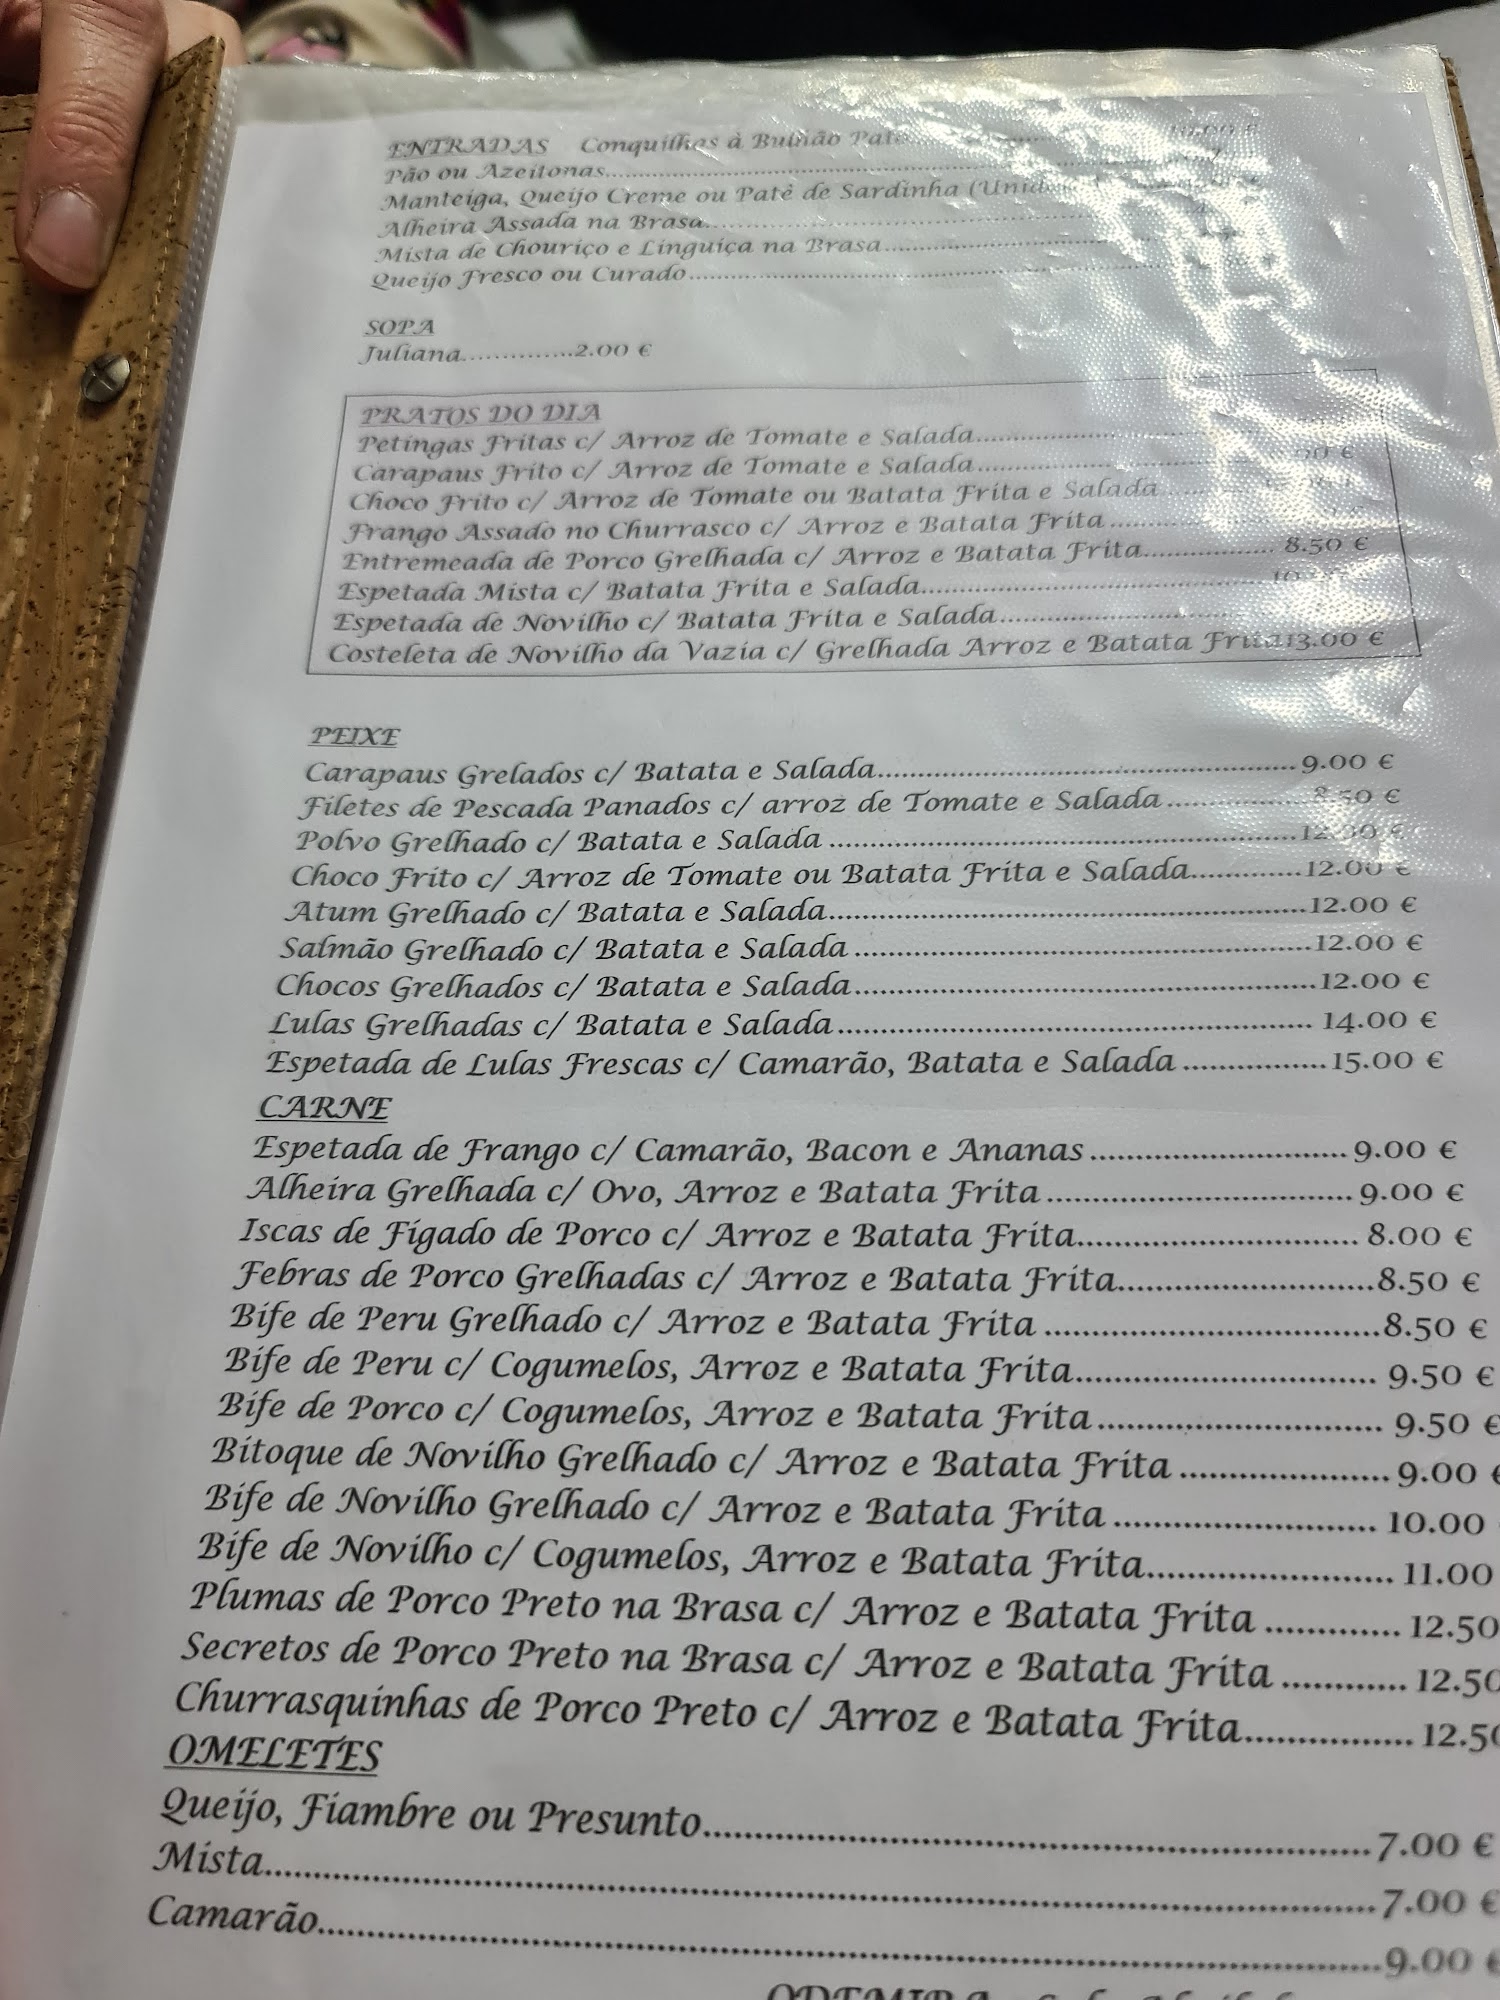 ENTRADAS Conquilhas à Bulhão Pato 10.00 €
Pão ou Azeitonas
Manteiga, Queijo Creme ou Patê de Sardinha
Alheira Assada na Brasa
Mista de Chouriço e Linguiça na Brasa
Queijo Fresco ou Curado
SOPA
Juliana..............2.00 €
PRATOS DO DIA
Petingas Fritas c/ Arroz de Tomate e Salada
Carapaus Frito c/ Arroz de Tomate e Salada
Choco Frito c/ Arroz de Tomate ou Batata Frita e Salada
Frango Assado no Churrasco c/ Arroz e Batata Frita
Entremeada de Porco Grelhada c/ Arroz e Batata Frita.................. 8.50 €
Espetada Mista c/ Batata Frita e Salada
Espetada de Novilho c/ Batata Frita e Salada
Costeleta de Novilho da Vazia c/ Grelhada Arroz e Batata Frita13.00 €
PEIXE
Carapaus Grelados c/ Batata e Salada..........................................................9.00 €
Filetes de Pescada Panados c/ arroz de Tomate e Salada....................8.50 €
Polvo Grelhado c/ Batata e Salada
Choco Frito c/ Arroz de Tomate ou Batata Frita e Salada.............12.00 €
Atum Grelhado c/ Batata e Salada..........................................................12.00 €
Salmão Grelhado c/ Batata e Salada.......................................................12.00 €
Chocos Grelhados c/ Batata e Salada......................................................12.00 €
Lulas Grelhadas c/ Batata e Salada....................................................... 14.00 €
Espetada de Lulas Frescas c/ Camarão, Batata e Salada.................15.00 €
CARNE
Espetada de Frango c/ Camarão, Bacon e Ananas............................. 9.00 €
Alheira Grelhada c/ Ovo, Arroz e Batata Frita.................................. 9.00 €
Iscas de Fígado de Porco c/ Arroz e Batata Frita............................... 8.00 €
Febras de Porco Grelhadas c/ Arroz e Batata Frita............................8.50 €
Bife de Peru Grelhado c/ Arroz e Batata Frita....................................8.50 €
Bife de Peru c/ Cogumelos, Arroz e Batata Frita................................ 9.50 €
Bife de Porco c/ Cogumelos, Arroz e Batata Frita.............................. 9.50 €
Bitoque de Novilho Grelhado c/ Arroz e Batata Frita......................9.00 €
Bife de Novilho Grelhado c/ Arroz e Batata Frita........................... 10.00
Bife de Novilho c/ Cogumelos, Arroz e Batata Frita......................... 11.00
Plumas de Porco Preto na Brasa c/ Arroz e Batata Frita.............. 12.50
Secretos de Porco Preto na Brasa c/ Arroz e Batata Frita............. 12.50
Churrasquinhas de Porco Preto c/ Arroz e Batata Frita................. 12.50
OMELETES
Queijo, Fiambre ou Presunto....................................................................7.00 €
Mista..............................................................................................................7.00 €
Camarão.........................................................................................................9.00 €